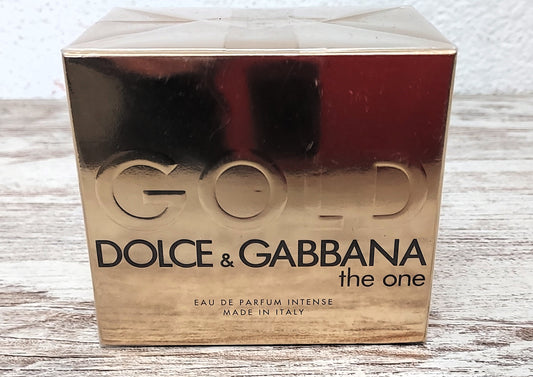 GOLD
DOLCE & GABBANA
the one
EAU DE PARFUM INTENSE
MADE IN ITALY